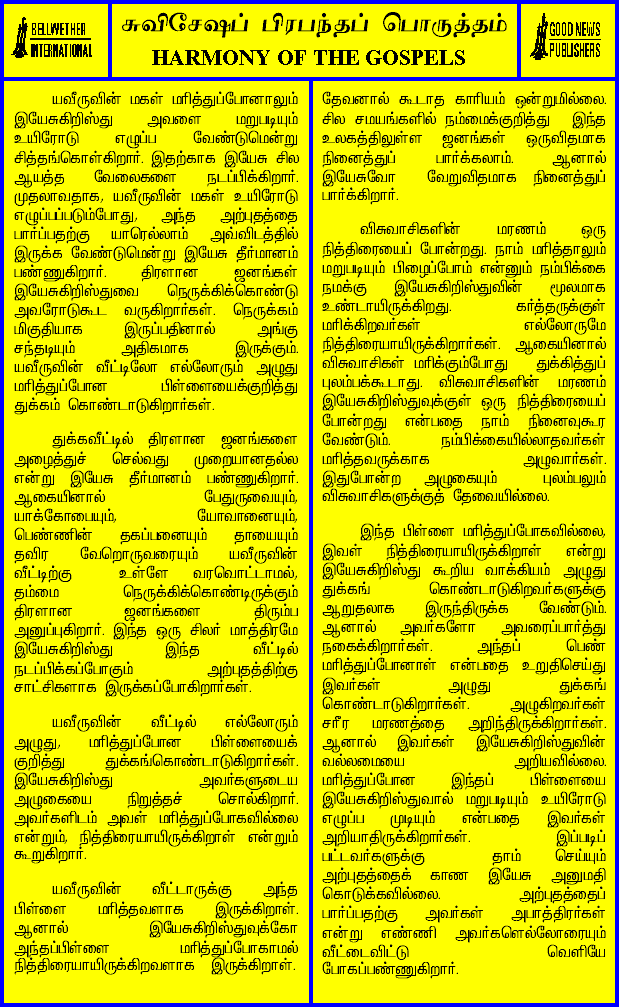 BELLWETHER
INTERNATIONAL
சுவிசேஷப் பிரபந்தப் பொருத்தம்
HARMONY OF THE GOSPELS
GOOD NEWS
PUBLISHERS
யவீருவின் மகள் மரித்துப்போனாலும்
இயேசுகிறிஸ்து அவளை மறுபடியும்
உயிரோடு எழுப்ப வேண்டுமென்று
சித்தங்கொள்கிறார். இதற்காக இயேசு சில
ஆயத்த வேலைகளை நடப்பிக்கிறார்.
முதலாவதாக, யவீருவின் மகள் உயிரோடு
எழுப்பப்படும்போது, அந்த அற்புதத்தை
பார்ப்பதற்கு யாரெல்லாம் அவ்விடத்தில்
இருக்க வேண்டுமென்று இயேசு தீர்மானம்
பண்ணுகிறார். திரளான ஜனங்கள்
இயேசுகிறிஸ்துவை நெருக்கிக்கொண்டு
அவரோடுகூட வருகிறார்கள். நெருக்கம்
மிகுதியாக இருப்பதினால் அங்கு
சந்தடியும் அதிகமாக இருக்கும்.
யவீருவின் வீட்டிலோ எல்லோரும் அழுது
மரித்துப்போன பிள்ளையைக்குறித்து
துக்கம் கொண்டாடுகிறார்கள்.
துக்கவீட்டில் திரளான ஜனங்களை
அழைத்துச் செல்வது முறையானதல்ல
என்று இயேசு தீர்மானம் பண்ணுகிறார்.
ஆகையினால் பேதுருவையும்,
யாக்கோபையும், யோவானையும்,
பெண்ணின் தகப்பனையும் தாயையும்
தவிர வேறொருவரையும் யவீருவின்
வீட்டிற்கு உள்ளே வரவொட்டாமல்,
தம்மை நெருக்கிக்கொண்டிருக்கும்
திரளான ஜனங்களை திரும்ப
அனுப்புகிறார். இந்த ஒரு சிலர் மாத்திரமே
இயேசுகிறிஸ்து இந்த வீட்டில்
நடப்பிக்கப்போகும் அற்புதத்திற்கு
சாட்சிகளாக இருக்கப்போகிறார்கள்.
யவீருவின் வீட்டில் எல்லோரும்
அழுது, மரித்துப்போன பிள்ளையைக்
குறித்து துக்கங்கொண்டாடுகிறார்கள்.
இயேசுகிறிஸ்து அவர்களுடைய
அழுகையை நிறுத்தச் சொல்கிறார்.
அவர்களிடம் அவள் மரித்துப்போகவில்லை
என்றும், நித்திரையாயிருக்கிறாள் என்றும்
கூறுகிறார்.
யவீருவின் வீட்டாருக்கு அந்த
பிள்ளை மரித்தவளாக இருக்கிறாள்.
ஆனால் இயேசுகிறிஸ்துவுக்கோ
அந்தப்பிள்ளை மரித்துப்போகாமல்
நித்திரையாயிருக்கிறவளாக இருக்கிறாள்.
தேவனால் கூடாத காரியம் ஒன்றுமில்லை.
சில சமயங்களில் நம்மைக்குறித்து இந்த
உலகத்திலுள்ள ஜனங்கள் ஒருவிதமாக
நினைத்துப் பார்க்கலாம். ஆனால்
இயேசுவோ வேறுவிதமாக நினைத்துப்
பார்க்கிறார்.
விசுவாசிகளின் மரணம் ஒரு
நித்திரையைப் போன்றது. நாம் மரித்தாலும்
மறுபடியும் பிழைப்போம் என்னும் நம்பிக்கை
நமக்கு இயேசுகிறிஸ்துவின் மூலமாக
உண்டாயிருக்கிறது. கர்த்தருக்குள்
மரிக்கிறவர்கள் எல்லோருமே
நித்திரையாயிருக்கிறார்கள். ஆகையினால்
விசுவாசிகள் மரிக்கும்போது துக்கித்துப்
புலம்பக்கூடாது. விசுவாசிகளின் மரணம்
இயேசுகிறிஸ்துவுக்குள் ஒரு நித்திரையைப்
போன்றது என்பதை நாம் நினைவுகூர
வேண்டும். நம்பிக்கையில்லாதவர்கள்
மரித்தவருக்காக அழுவார்கள்.
இதுபோன்ற அழுகையும் புலம்பலும்
விசுவாசிகளுக்குத் தேவையில்லை.
இந்த பிள்ளை மரித்துப்போகவில்லை,
இவள் நித்திரையாயிருக்கிறாள் என்று
இயேசுகிறிஸ்து கூறிய வாக்கியம் அழுது
துக்கங் கொண்டாடுகிறவர்களுக்கு
ஆறுதலாக இருந்திருக்க வேண்டும்.
ஆனால் அவர்களோ அவரைப்பார்த்து
நகைக்கிறார்கள். அந்தப் பெண்
மரித்துப்போனாள் என்பதை உறுதிசெய்து
இவர்கள் அழுது துக்கங்
கொண்டாடுகிறார்கள். அழுகிறவர்கள்
சரீர மரணத்தை அறிந்திருக்கிறார்கள்.
ஆனால் இவர்கள் இயேசுகிறிஸ்துவின்
வல்லமையை அறியவில்லை.
மரித்துப்போன இந்தப் பிள்ளையை
இயேசுகிறிஸ்துவால் மறுபடியும் உயிரோடு
எழுப்ப முடியும் என்பதை இவர்கள்
அறியாதிருக்கிறார்கள். இப்படிப்
பட்டவர்களுக்கு தாம் செய்யும்
அற்புதத்தைக் காண இயேசு அனுமதி
கொடுக்கவில்லை. அற்புதத்தைப்
பார்ப்பதற்கு அவர்கள் அபாத்திரர்கள்
என்று எண்ணி அவர்களெல்லோரையும்
வீட்டைவிட்டு வெளியே
போகப்பண்ணுகிறார்.